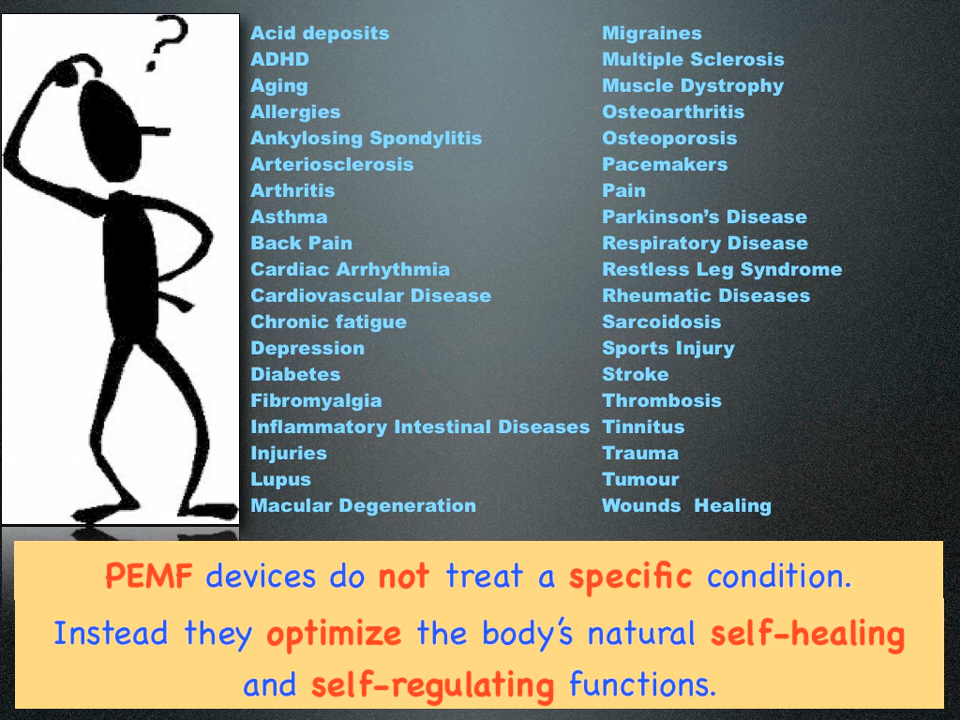 ?
Acid deposits
ADHD
Aging
Allergies
Ankylosing Spondylitis
Arteriosclerosis
Arthritis
Asthma
Back Pain
Cardiac Arrhythmia
Cardiovascular Disease
Chronic fatigue
Depression
Diabetes
Fibromyalgia
Inflammatory Intestinal Diseases
Injuries
Lupus
Macular Degeneration
Migraines
Multiple Sclerosis
Muscle Dystrophy
Osteoarthritis
Osteoporosis
Pacemakers
Pain
Parkinson’s Disease
Respiratory Disease
Restless Leg Syndrome
Rheumatic Diseases
Sarcoidosis
Sports Injury
Stroke
Thrombosis
Tinnitus
Trauma
Tumour
Wounds  Healing
PEMF devices do not treat a specific condition.
Instead they optimize the body’s natural self-healing
and self-regulating functions.